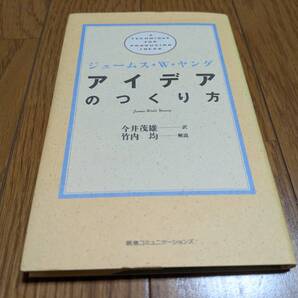 A
TECHNIQUE
FOR
PRODUCING
IDEAS
ジェームス・W・ヤング
アイデア
のつくり方
James Webb Young
今井茂雄 訳
竹内 均 解説
阪急コミュニケーションズ